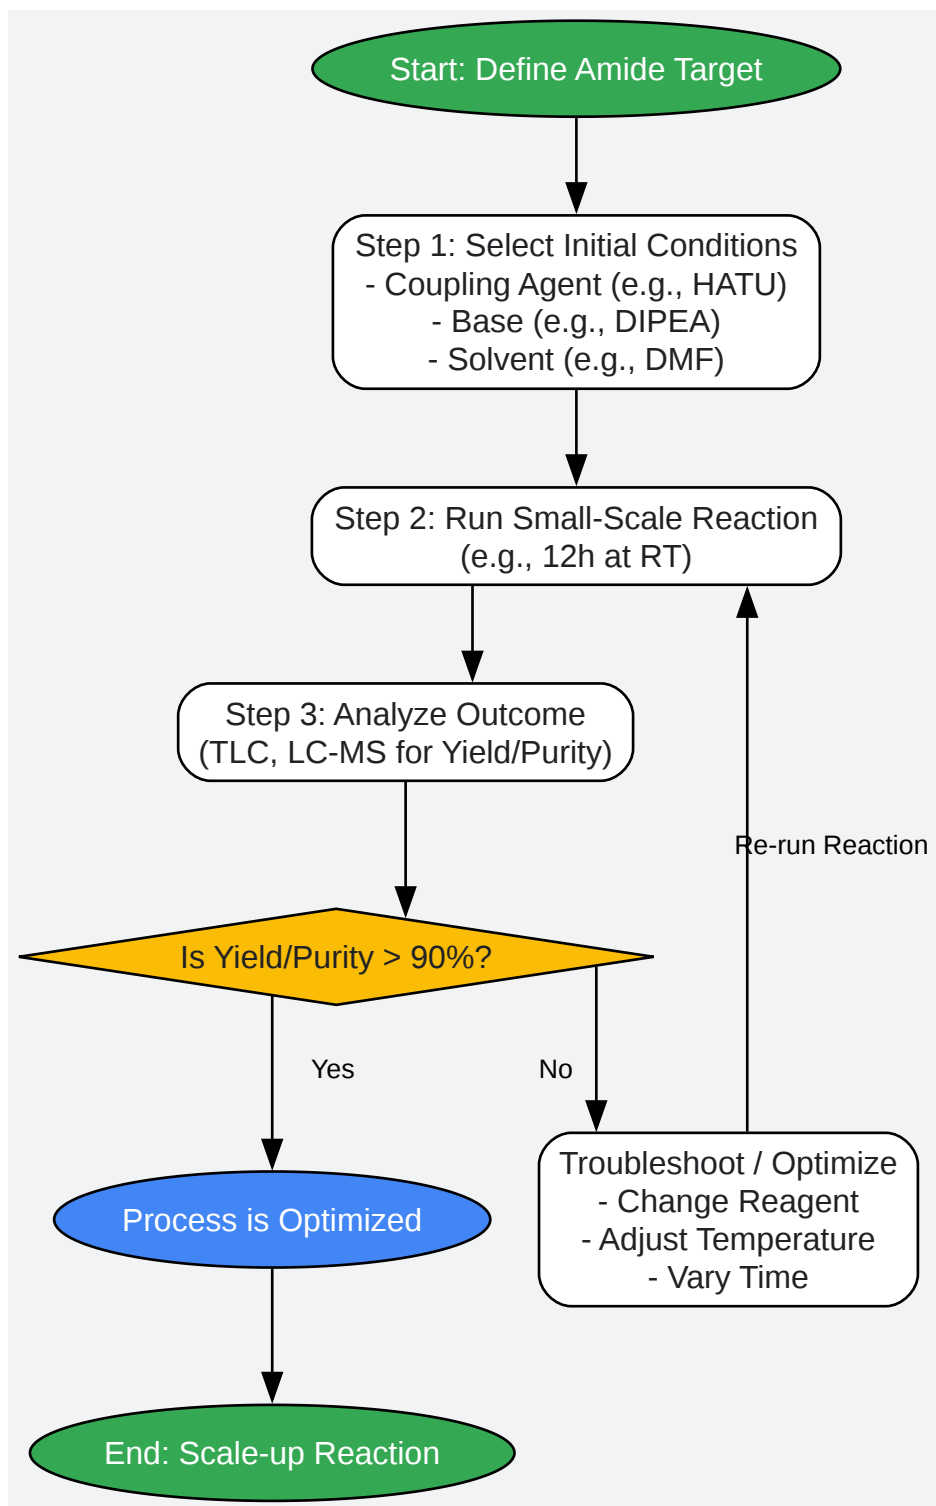 Start: Define Amide Target
Step 1: Select Initial Conditions
- Coupling Agent (e.g., HATU)
- Base (e.g., DIPEA)
- Solvent (e.g., DMF)
Step 2: Run Small-Scale Reaction
(e.g., 12h at RT)
Step 3: Analyze Outcome
(TLC, LC-MS for Yield/Purity)
Re-run Reaction
Is Yield/Purity > 90%?
Yes
No
Troubleshoot / Optimize
- Change Reagent
- Adjust Temperature
- Vary Time
Process is Optimized
End: Scale-up Reaction